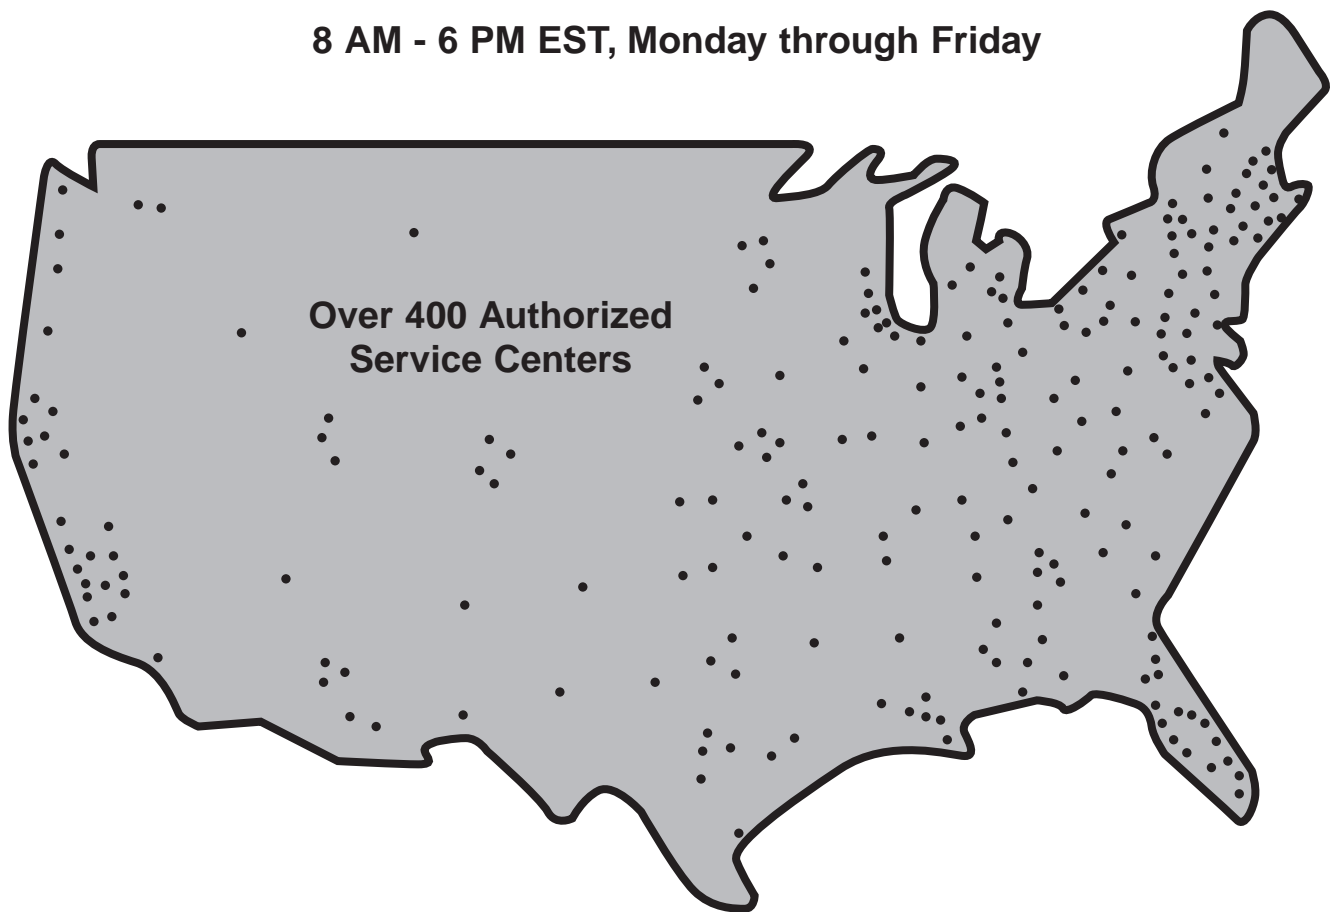 8 AM - 6 PM EST, Monday through Friday
Over 400 Authorized
Service Centers